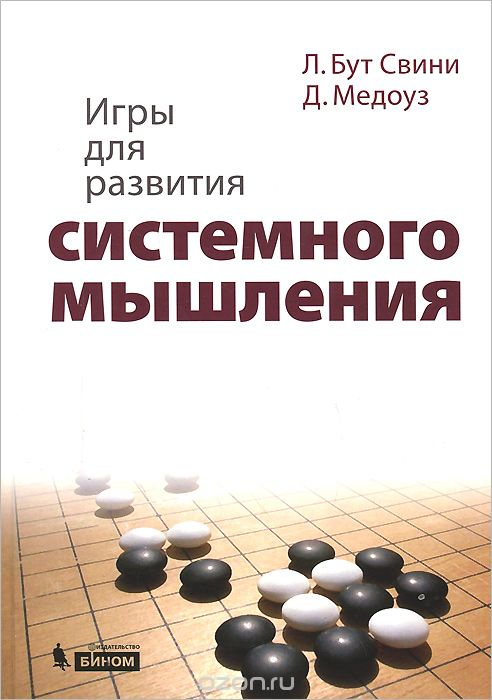 Л. Бут Свини
Д. Медоуз
Игры
для
развития
системного
мышления
ИЗДАТЕЛЬСТВО
БИНОМ
ozon.ru